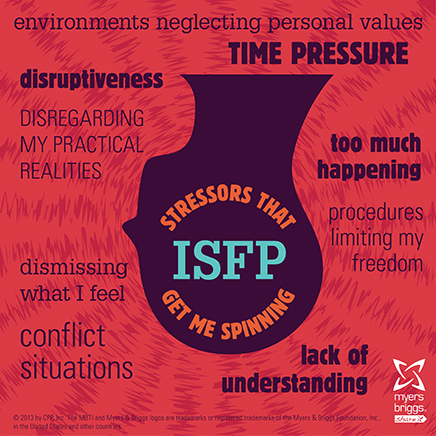 environments neglecting personal values
TIME PRESSURE
disruptiveness
DISREGARDING
MY PRACTICAL
REALITIES
too much
happening
STRESSORS THAT
ISFP
GET ME SPINNING
procedures
limiting my
freedom
dismissing
what I feel
conflict
situations
lack of
understanding
myers
briggs.
share it
© 2013 by CPP, Inc. The MBTI and Myers & Briggs logos are trademarks or registered trademarks of the Myers & Briggs Foundation, Inc.,
in the United States and other countries.